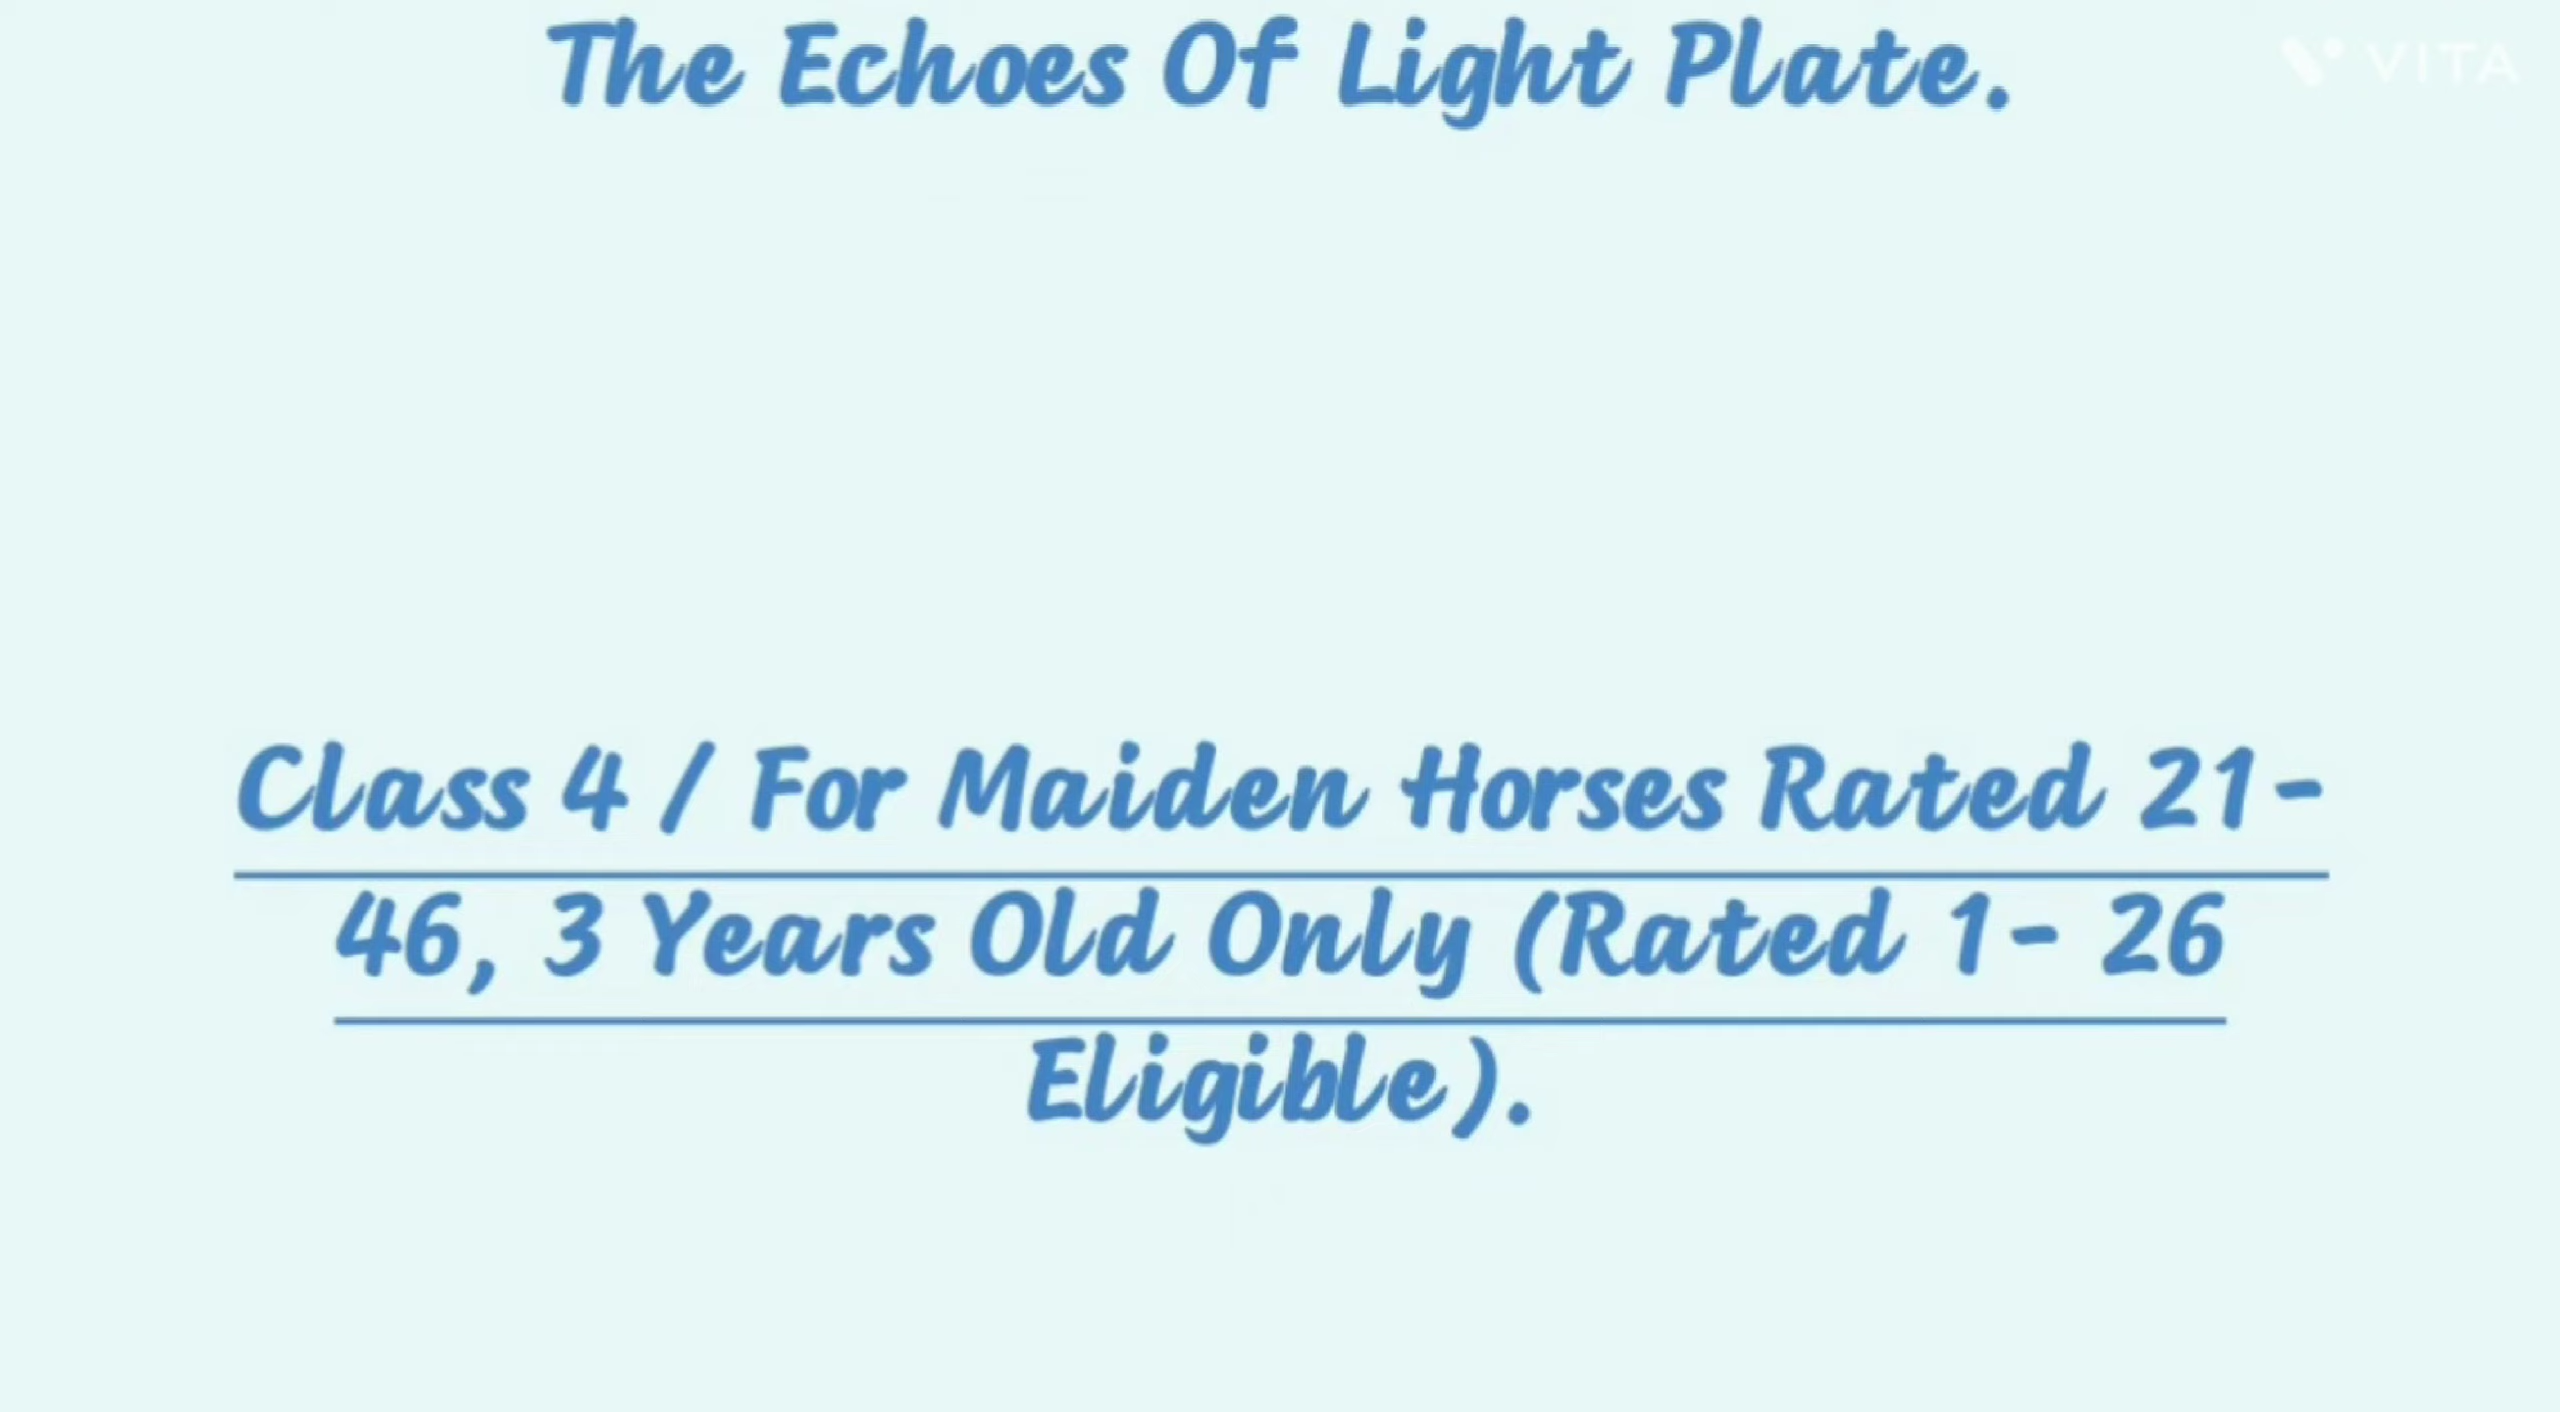 The Echoes Of Light Plate.
VITA
Class 4 / For Maiden Horses Rated 21-
46, 3 Years Old Only (Rated 1- 26
Eligible).